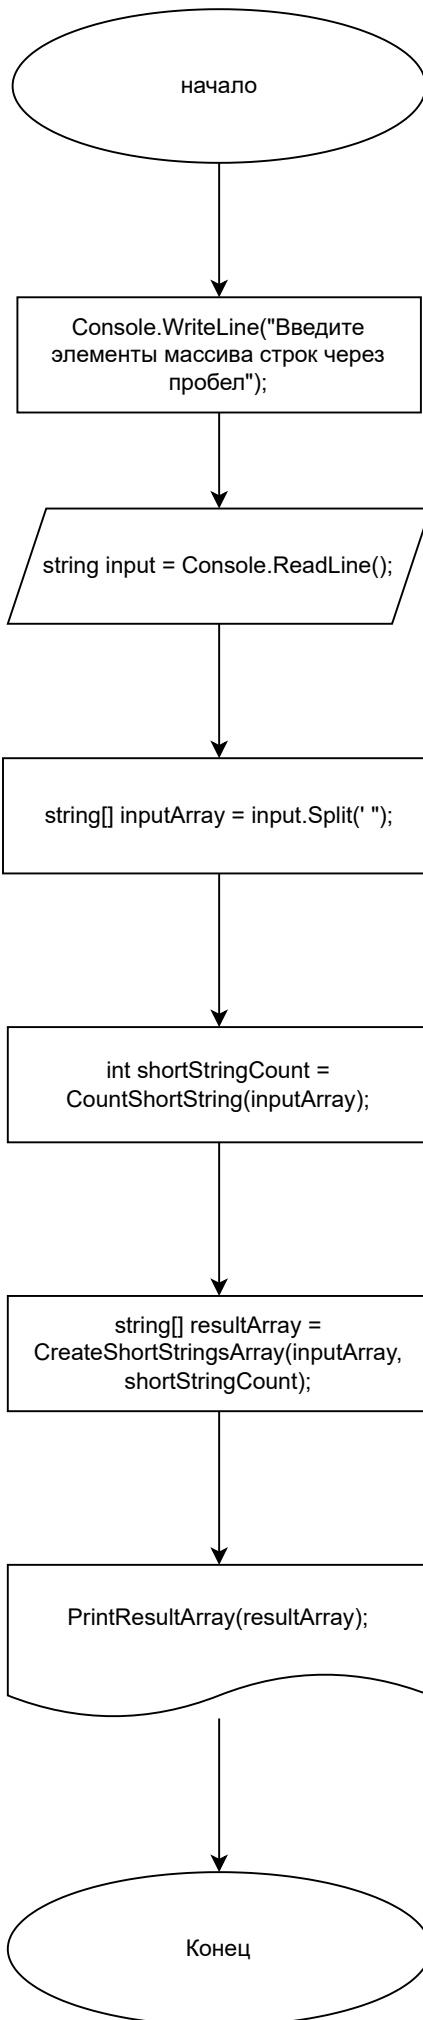 начало
Console.WriteLine("Введите
элементы массива строк через
пробел");
string input = Console.ReadLine();
string[] inputArray = input.Split(' ");
int shortStringCount =
CountShortString(inputArray);
string[] resultArray =
CreateShortStringsArray(inputArray,
shortStringCount);
PrintResultArray(resultArray);
Конец